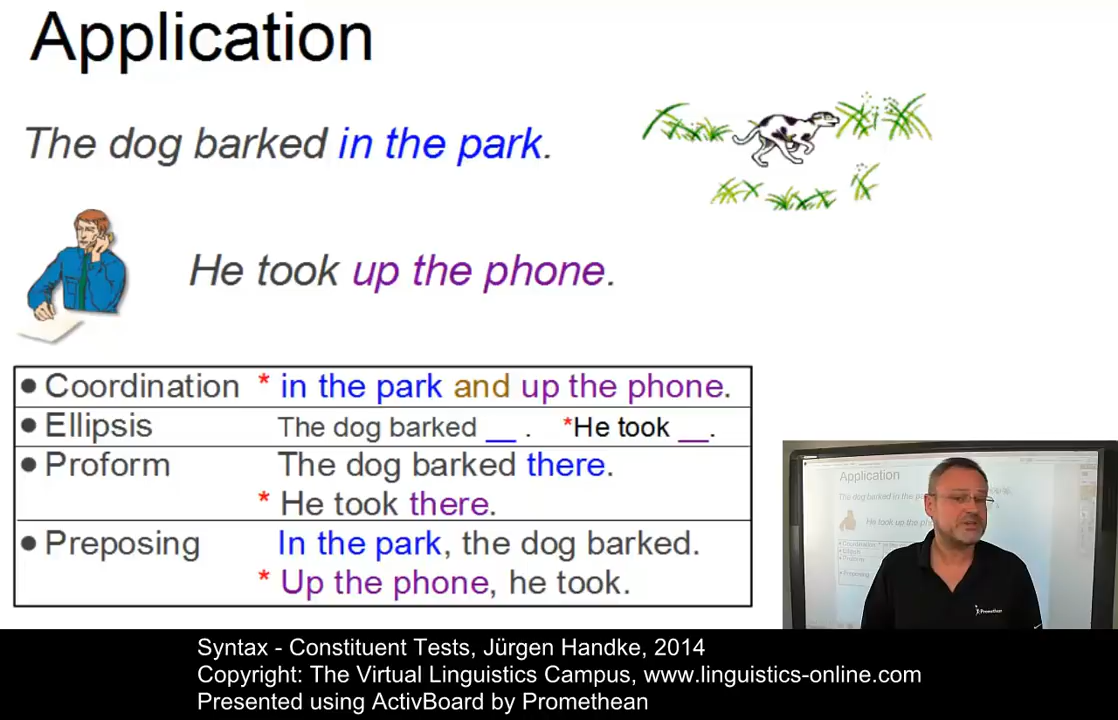 Application
The dog barked in the park.
He took up the phone.
● Coordination * in the park and up the phone.
● Ellipsis The dog barked __ . *He took __.
● Proform The dog barked there.
* He took there.
● Preposing In the park, the dog barked.
* Up the phone, he took.
Application
Promethean
Syntax - Constituent Tests, Jürgen Handke, 2014
Copyright: The Virtual Linguistics Campus, www.linguistics-online.com
Presented using ActivBoard by Promethean